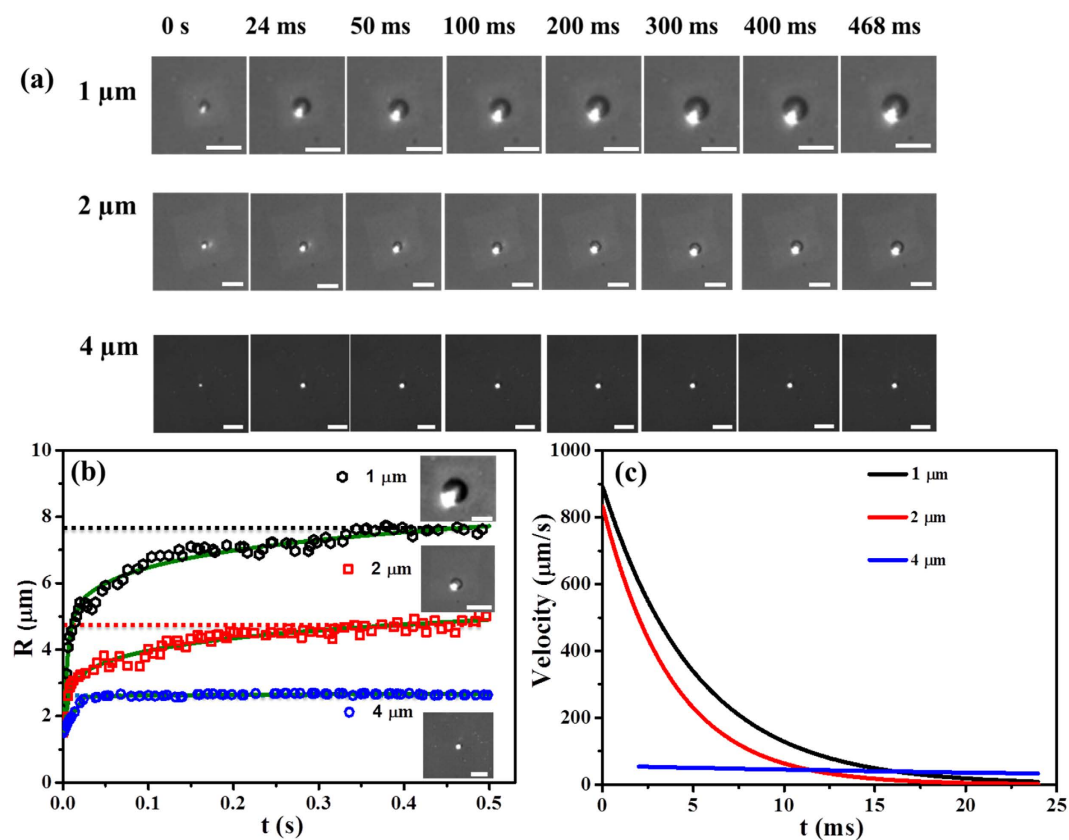 0 s 24 ms 50 ms 100 ms 200 ms 300 ms 400 ms 468 ms
(a)
1 µm
2 µm
4 µm
(b)
1 µm
2 µm
4 µm
R (µm)
10
8
6
4
2
0
0.0 0.1 0.2 0.3 0.4 0.5
t (s)
(c)
1 µm
2 µm
4 µm
Velocity (µm/s)
1000
800
600
400
200
0
0 5 10 15 20 25
t (ms)